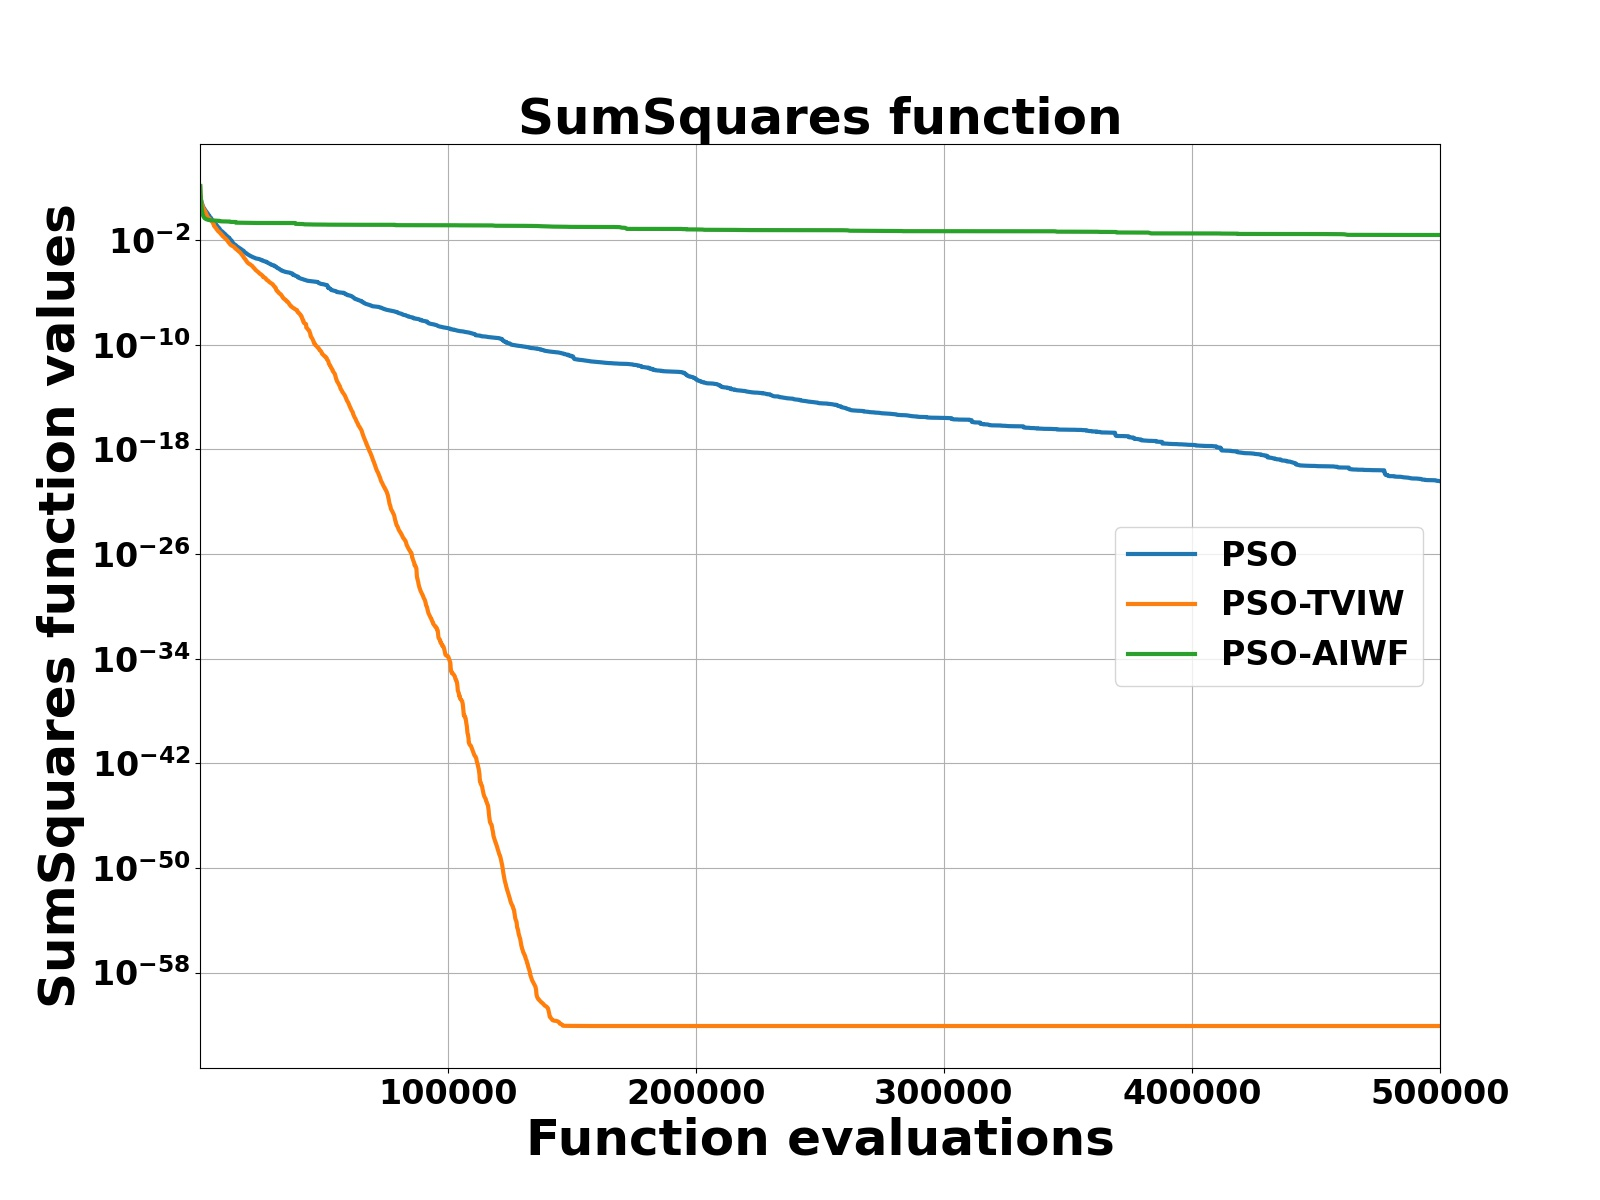 SumSquares function
SumSquares function values
10⁻²
10⁻¹⁰
10⁻¹⁸
10⁻²⁶
10⁻³⁴
10⁻⁴²
10⁻⁵⁰
10⁻⁵⁸
PSO
PSO-TVIW
PSO-AIWF
100000 200000 300000 400000 500000
Function evaluations